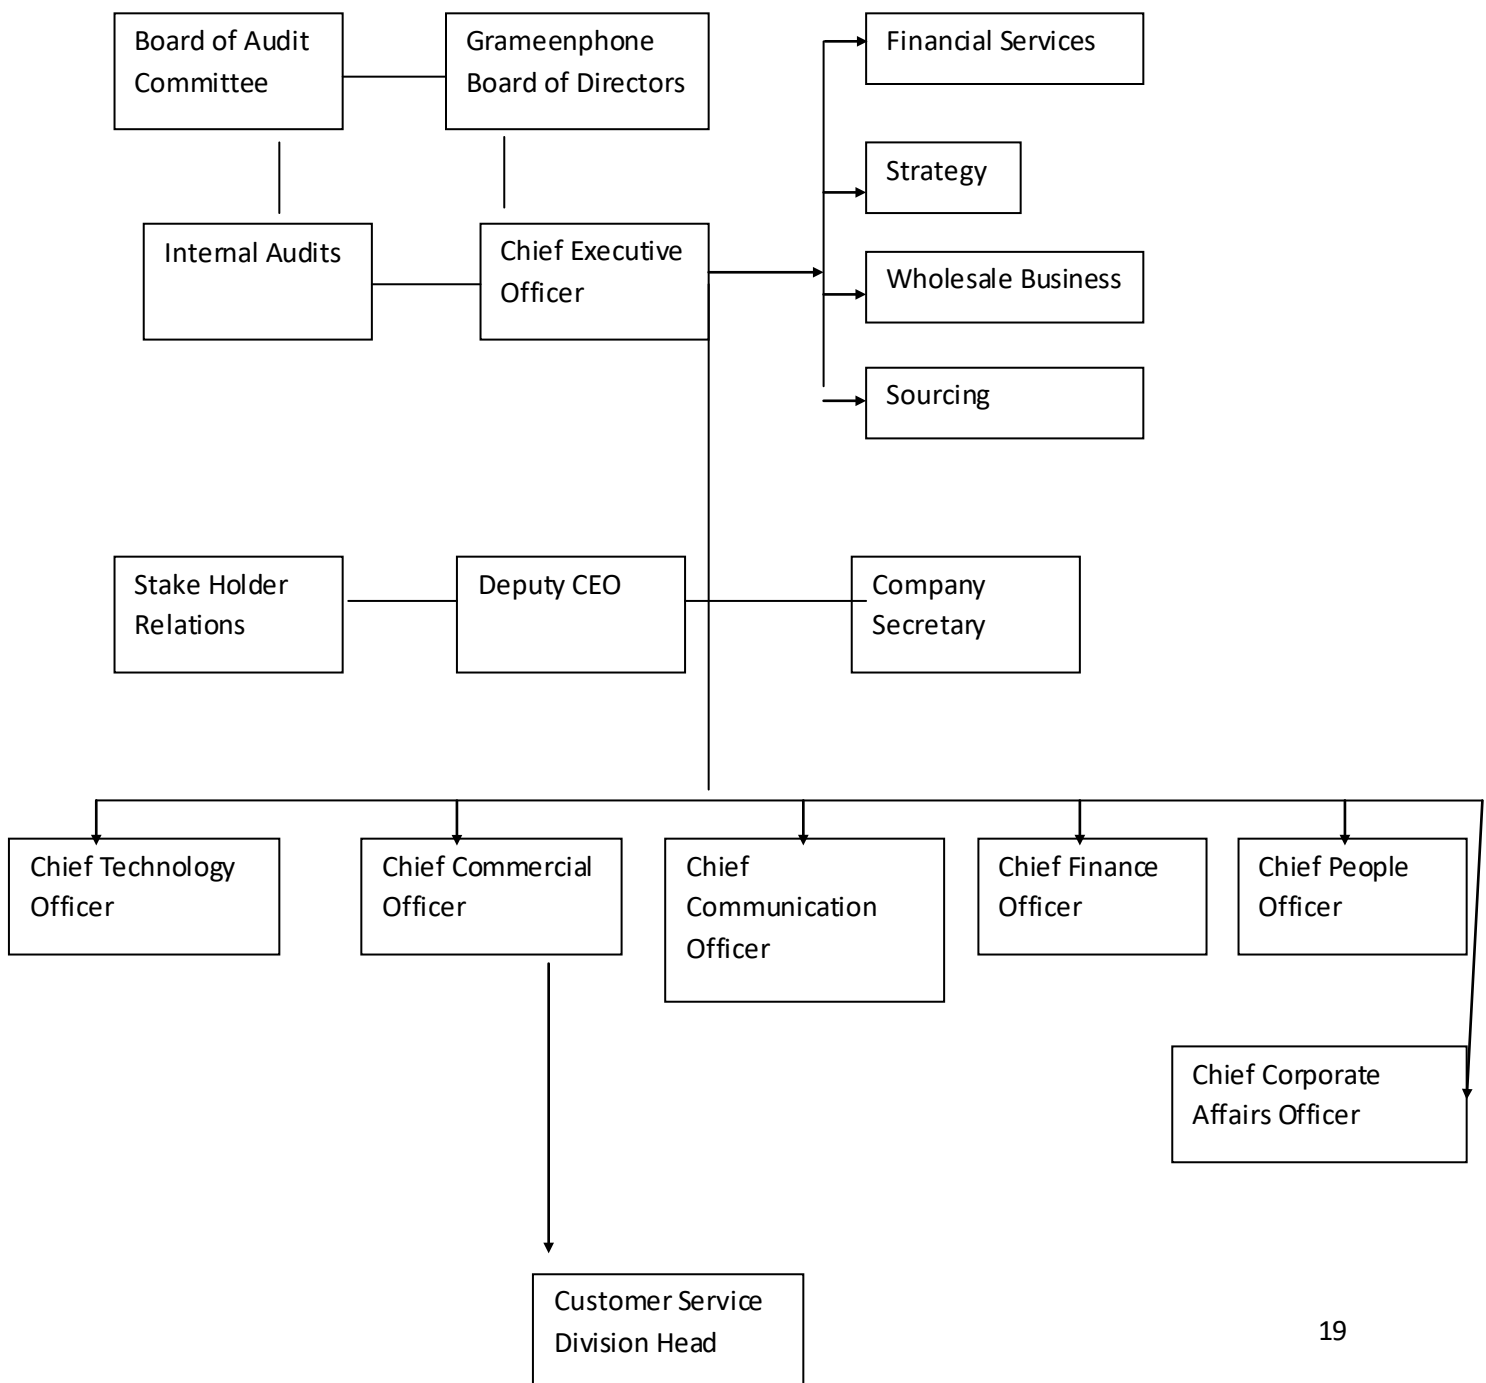 Board of Audit
Committee
Grameenphone
Board of Directors
Financial Services
Strategy
Internal Audits
Chief Executive
Officer
Wholesale Business
Sourcing
Stake Holder
Relations
Deputy CEO
Company
Secretary
Chief Technology
Officer
Chief Commercial
Officer
Chief
Communication
Officer
Chief Finance
Officer
Chief People
Officer
Chief Corporate
Affairs Officer
Customer Service
Division Head
19